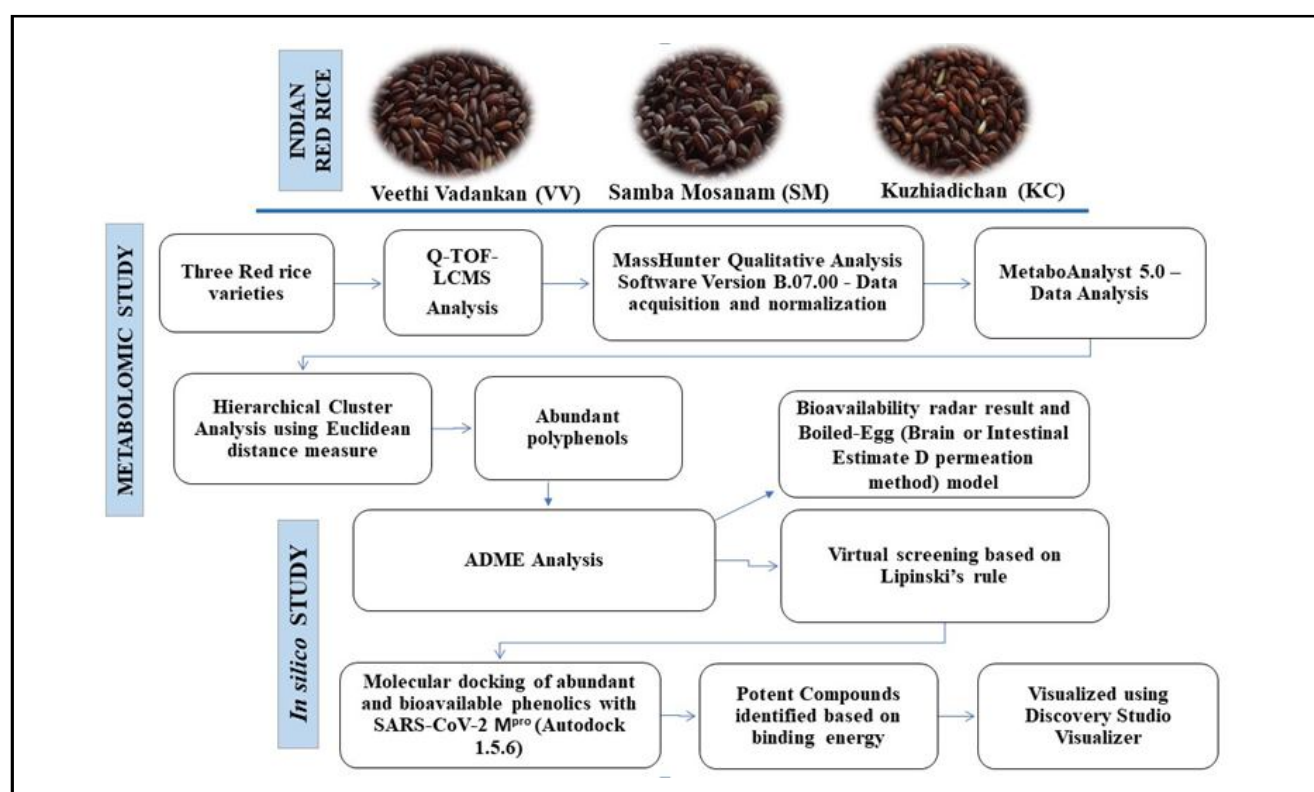 INDIAN
RED RICE
Veethi Vadankan (VV)
Samba Mosanam (SM)
Kuzhiadichan (KC)
METABOLOMIC STUDY
Three Red rice
varieties
Q-TOF-
LCMS
Analysis
MassHunter Qualitative Analysis
Software Version B.07.00 - Data
acquisition and normalization
MetaboAnalyst 5.0 –
Data Analysis
Hierarchical Cluster
Analysis using Euclidean
distance measure
Abundant
polyphenols
Bioavailability radar result and
Boiled-Egg (Brain or Intestinal
Estimate D permeation
method) model
In silico STUDY
ADME Analysis
Virtual screening based on
Lipinski’s rule
Molecular docking of abundant
and bioavailable phenolics with
SARS-CoV-2 Mᵖʳᵒ (Autodock
1.5.6)
Potent Compounds
identified based on
binding energy
Visualized using
Discovery Studio
Visualizer